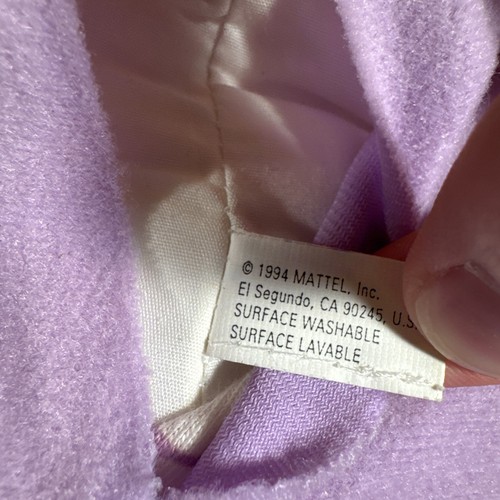 © 1994 MATTEL, Inc.
El Segundo, CA 90245, U.S.
SURFACE WASHABLE
SURFACE LAVABLE